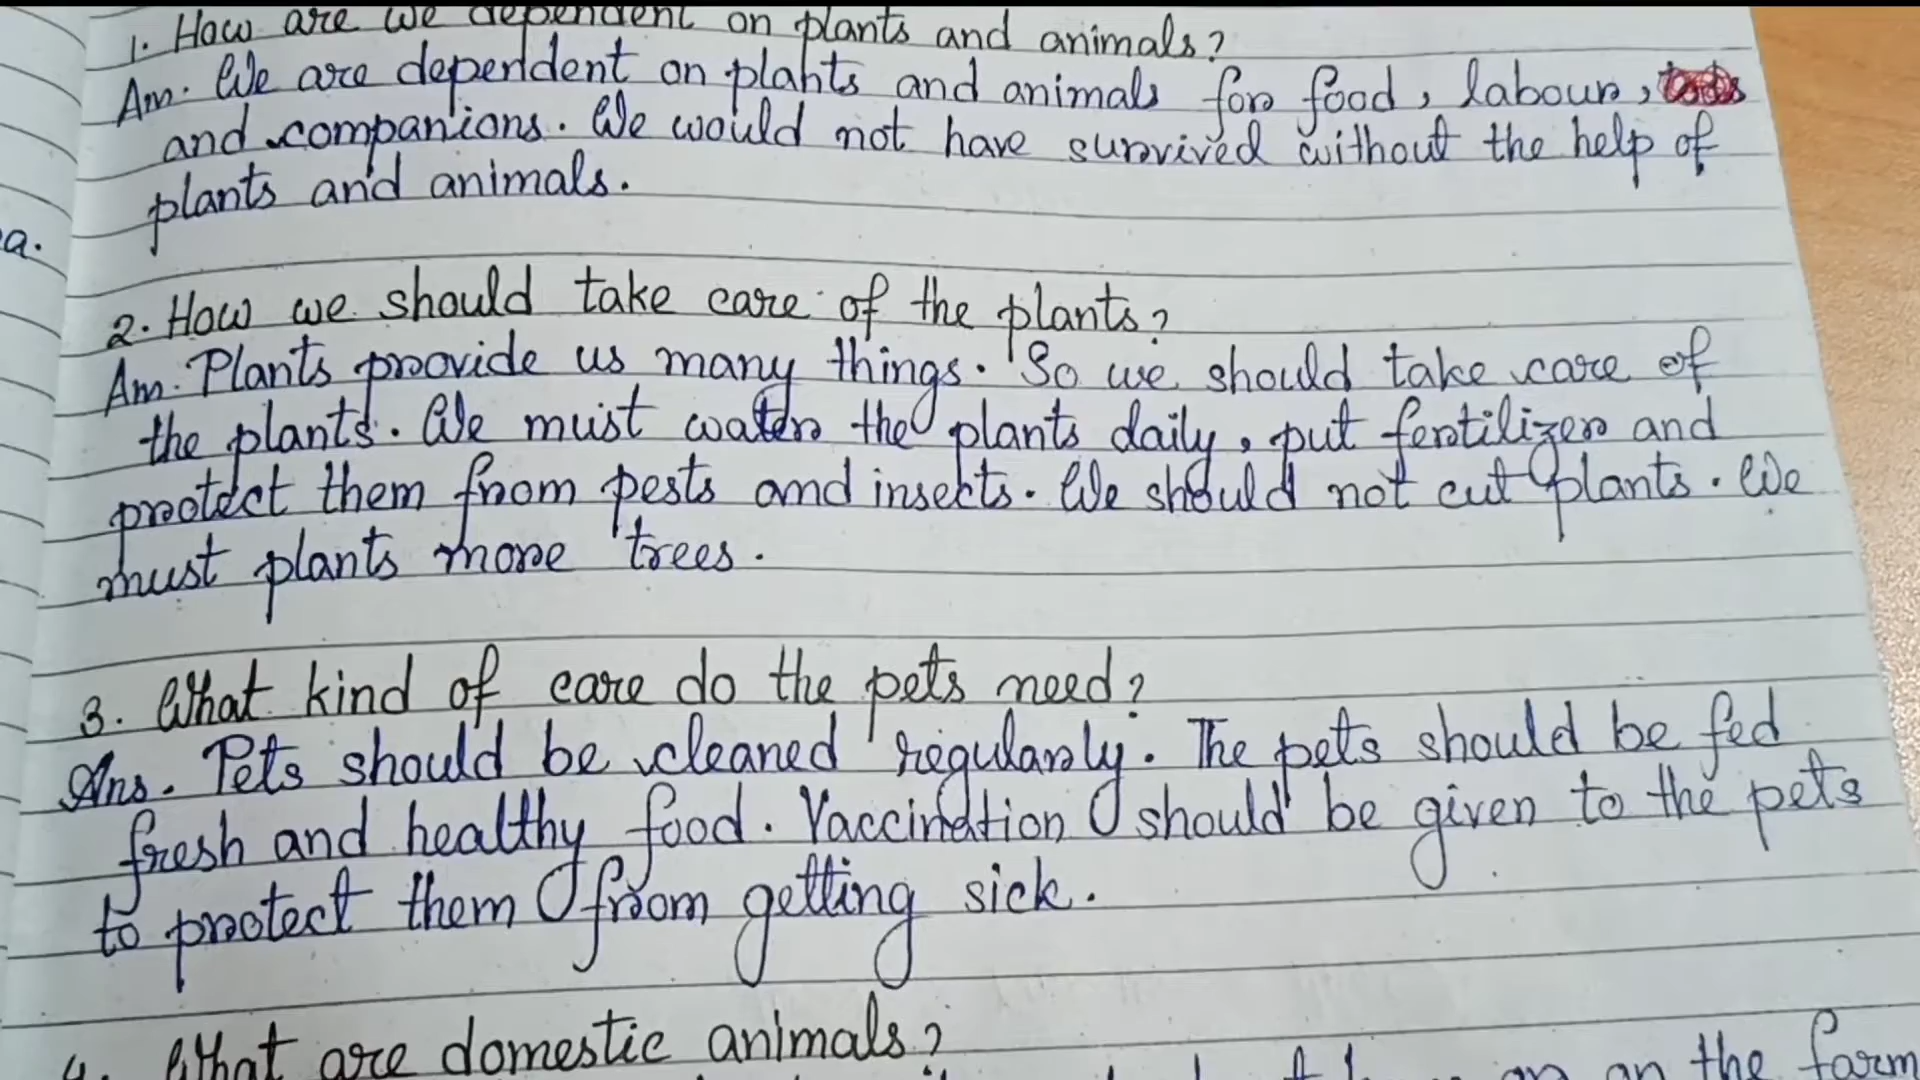 1. How are we dependent on plants and animals?
Ans. We are dependent on plants and animals for food, labour,
and companions. We would not have survived without the help of
plants and animals.
a.
2. How we should take care of the plants?
Ans. Plants provide us many things. So we should take care of
the plants. We must water the plants daily, put fertilizer and
protect them from pests and insects. We should not cut plants. We
must plants more trees.
3. What kind of care do the pets need?
Ans. Pets should be cleaned regularly. The pets should be fed
fresh and healthy food. Vaccination should be given to the pets
to protect them from getting sick.
4. What are domestic animals?
on the farm